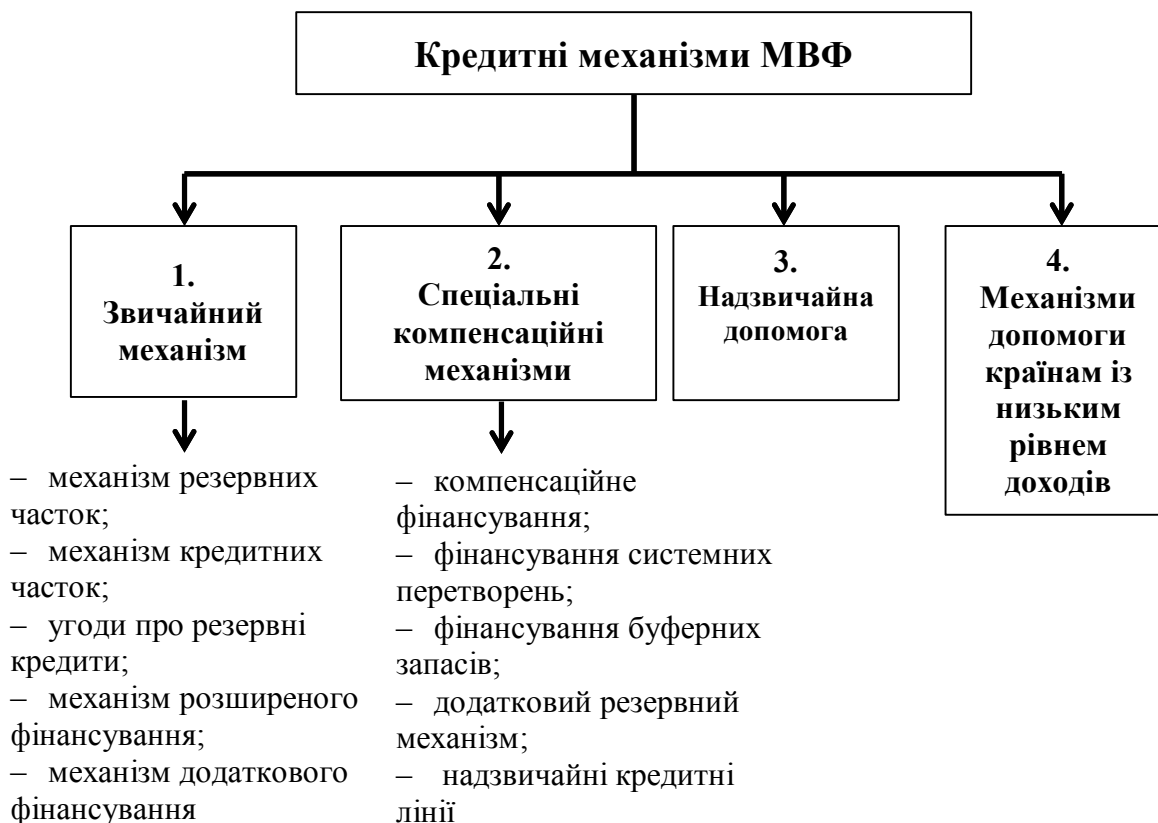 Кредитні механізми МВФ
1.
Звичайний
механізм
2.
Спеціальні
компенсаційні
механізми
3.
Надзвичайна
допомога
4.
Механізми
допомоги
країнам із
низьким
рівнем
доходів
– механізм резервних
часток;
– механізм кредитних
часток;
– угоди про резервні
кредити;
– механізм розширеного
фінансування;
– механізм додаткового
фінансування
– компенсаційне
фінансування;
– фінансування системних
перетворень;
– фінансування буферних
запасів;
– додатковий резервний
механізм;
– надзвичайні кредитні
лінії